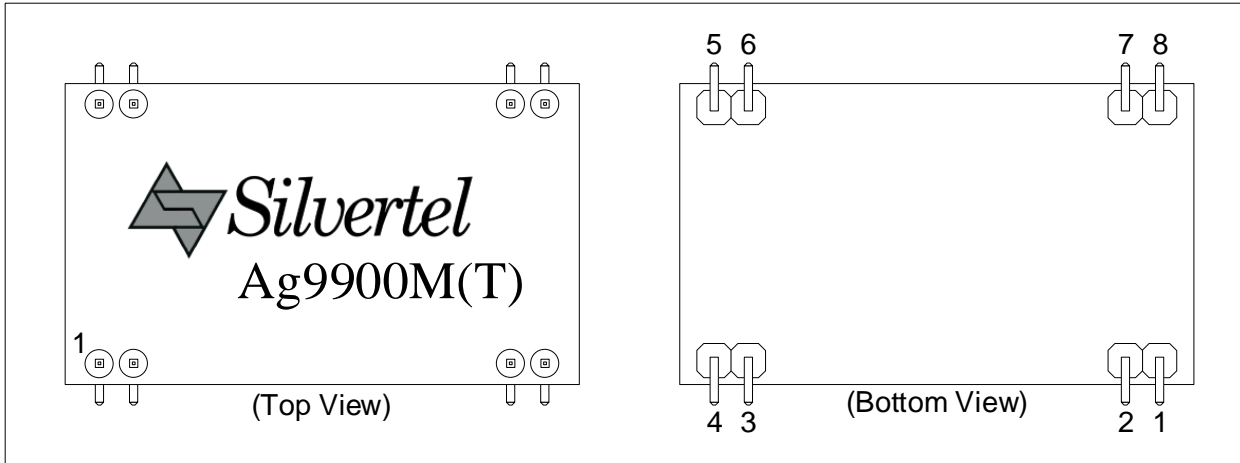 5 6 7 8
Silvertel
Ag9900M(T)
1
(Top View)
(Bottom View)
4 3 2 1